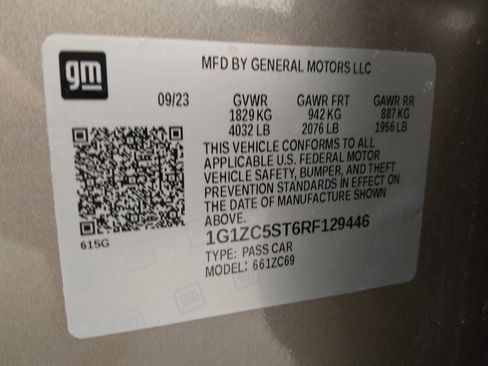 gm
MFD BY GENERAL MOTORS LLC
09/23 GVWR GAWR FRT GAWR RR
1829 KG 942 KG 887 KG
4032 LB 2076 LB 1956 LB
THIS VEHICLE CONFORMS TO ALL
APPLICABLE U.S. FEDERAL MOTOR
VEHICLE SAFETY, BUMPER, AND THEFT
PREVENTION STANDARDS IN EFFECT ON
THE DATE OF MANUFACTURE SHOWN
ABOVE.
615G
1G1ZC5ST6RF129446
TYPE: PASS CAR
MODEL: 661ZC69